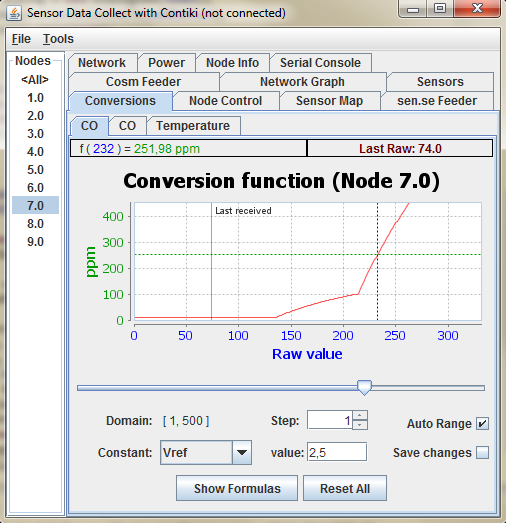 Sensor Data Collect with Contiki (not connected)
File Tools
Nodes
<All>
1.0
2.0
3.0
4.0
5.0
6.0
7.0
8.0
9.0
Network Power Node Info Serial Console
Cosm Feeder Network Graph Sensors
Conversions Node Control Sensor Map sen.se Feeder
CO CO Temperature
f ( 232 ) = 251,98 ppm Last Raw: 74.0
Conversion function (Node 7.0)
Last received
400
300
200
100
0
ppm
0 50 100 150 200 250 300
Raw value
Domain: [ 1, 500 ] Step: 1 Auto Range
Constant: Vref value: 2,5 Save changes
Show Formulas Reset All